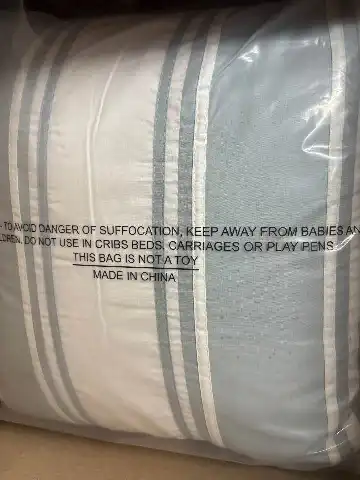 - TO AVOID DANGER OF SUFFOCATION, KEEP AWAY FROM BABIES AN
LDREN. DO NOT USE IN CRIBS BEDS, CARRIAGES OR PLAY PENS
THIS BAG IS NOT A TOY
MADE IN CHINA